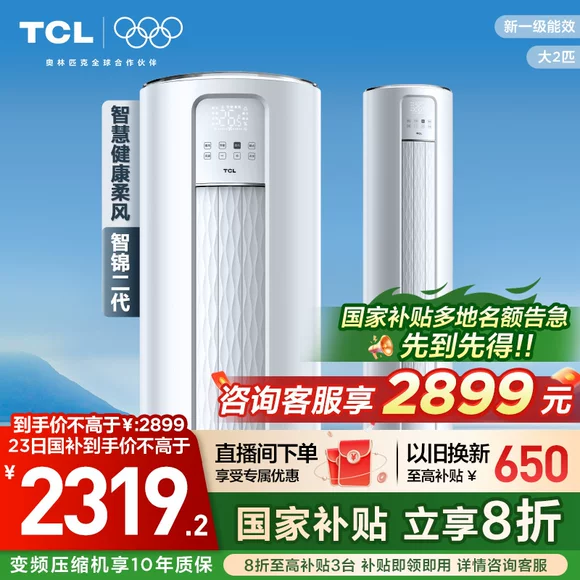 TCL
奥林匹克全球合作伙伴
新一级能效
大2匹
智慧健康柔风
智锦二代
TCL
TCL
国家补贴多地名额告急
先到先得!!
咨询客服享2899元
到手价不高于¥:2899
23日国补到手价不高于
¥2319.2
变频压缩机享10年质保
直播间下单
享受专属优惠
以旧换新
至高补贴¥
650
国家补贴 立享8折
8折至高补贴3台 补贴即领即用 详情咨询客服